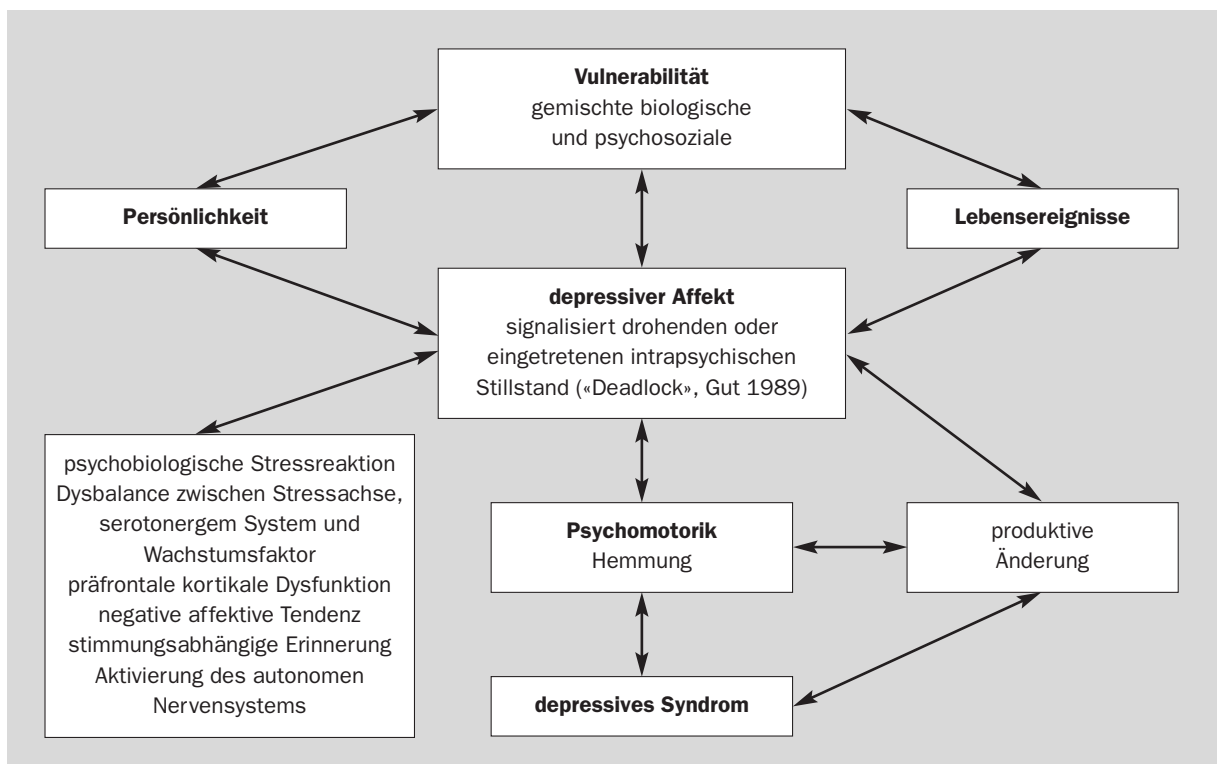 Vulnerabilität
gemischte biologische
und psychosoziale
Persönlichkeit
Lebensereignisse
depressiver Affekt
signalisiert drohenden oder
eingetretenen intrapsychischen
Stillstand («Deadlock», Gut 1989)
psychobiologische Stressreaktion
Dysbalance zwischen Stressachse,
serotonergem System und
Wachstumsfaktor
präfrontale kortikale Dysfunktion
negative affektive Tendenz
stimmungsabhängige Erinnerung
Aktivierung des autonomen
Nervensystems
Psychomotorik
Hemmung
produktive
Änderung
depressives Syndrom